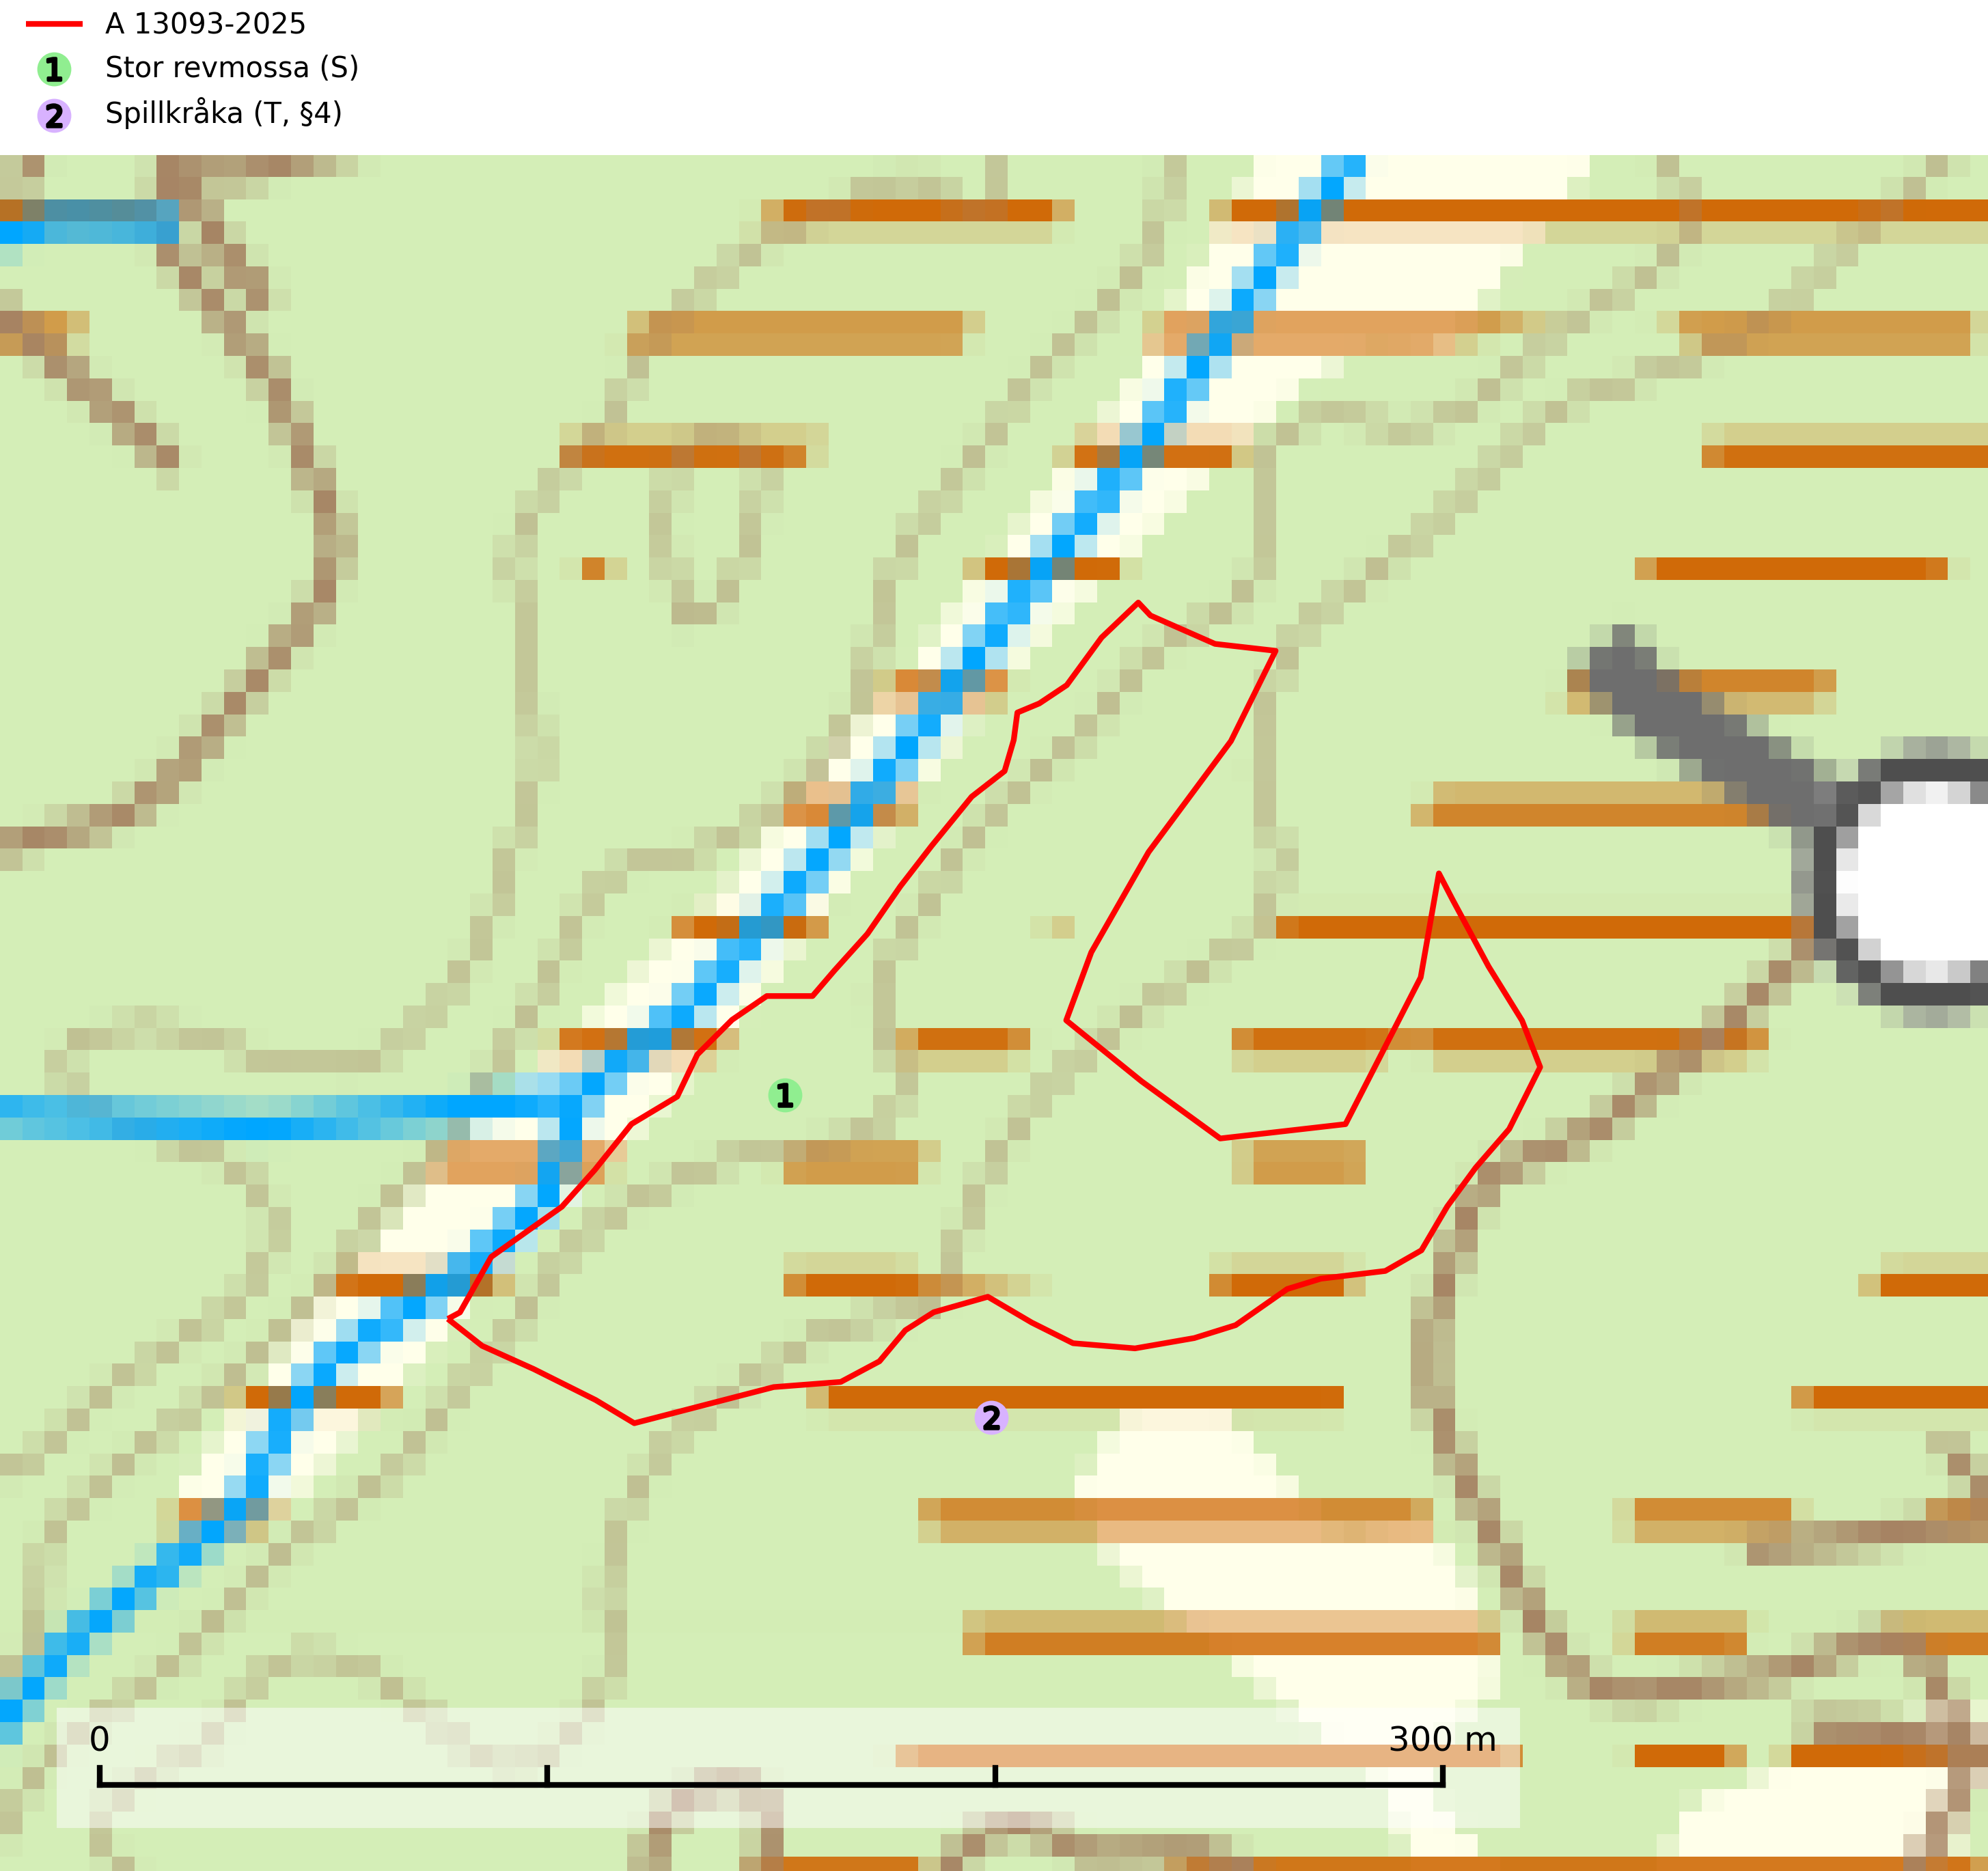 A 13093-2025
1 Stor revmossa (S)
2 Spillkråka (T, §4)
1
2
0 300 m